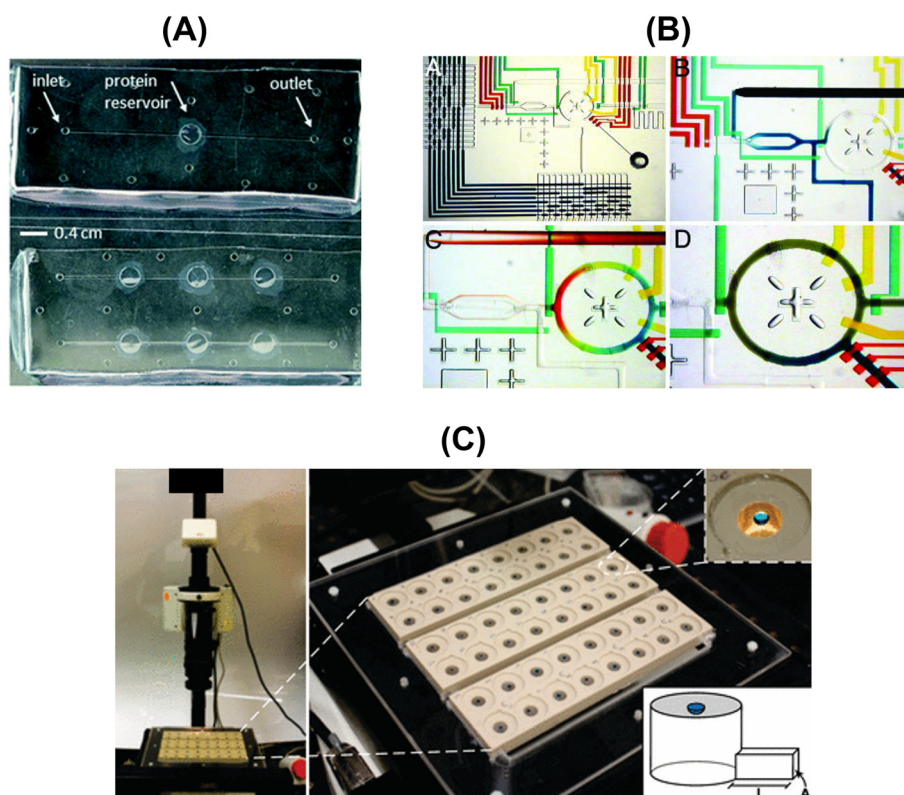 (A)
(B)
inlet
protein
reservoir
outlet
0.4 cm
A
B
C
D
(C)
L
A